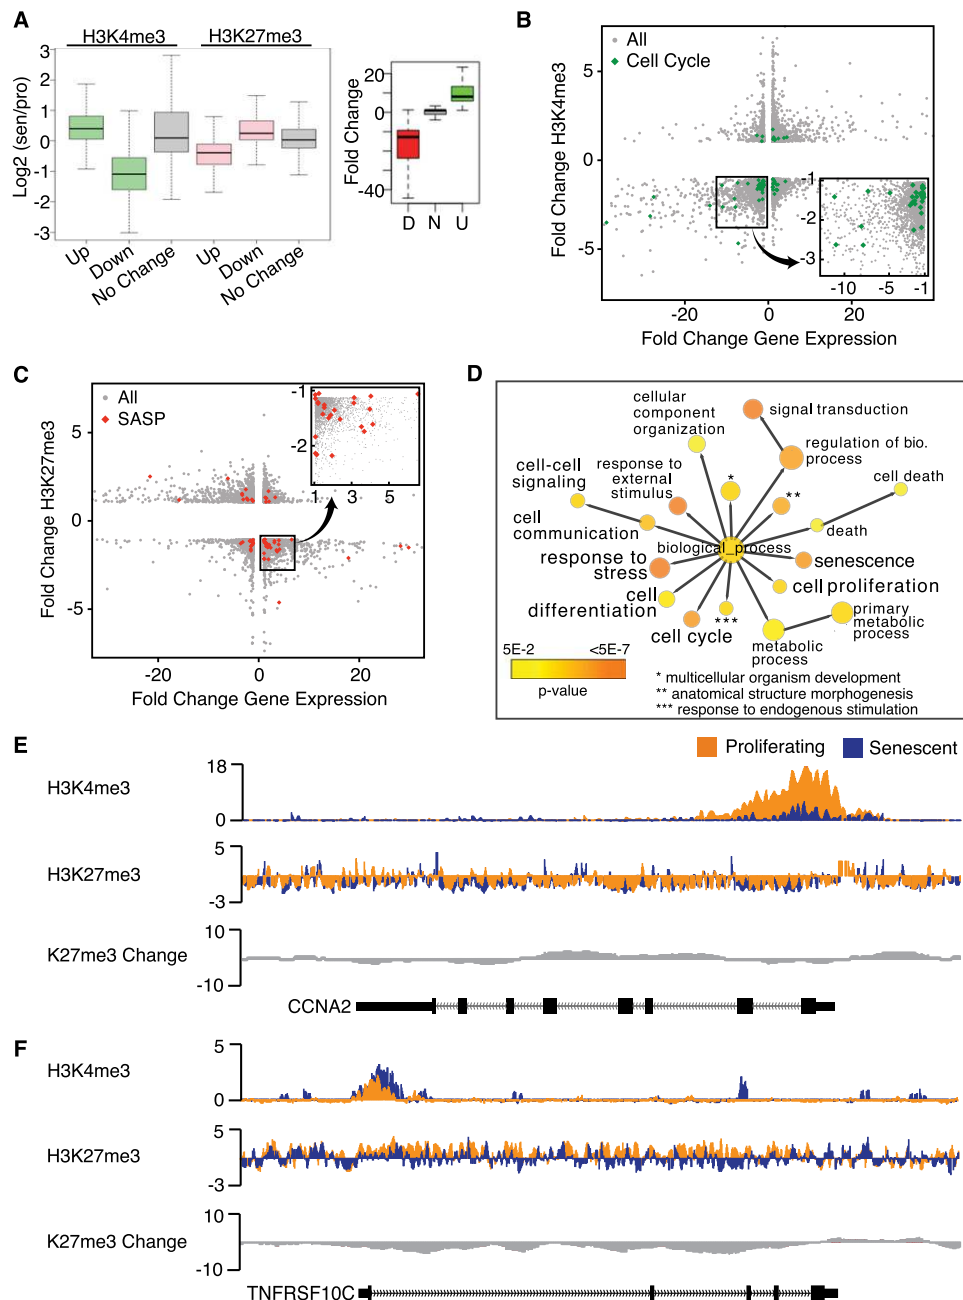 A
H3K4me3 H3K27me3
Log2 (sen/pro)
3
2
1
0
-1
-2
-3
Up
Down
No Change
Up
Down
No Change
Fold Change
20
0
-40
D N U
B
All
Cell Cycle
Fold Change H3K4me3
5
0
-5
-20 0 20
Fold Change Gene Expression
-1
-2
-3
-10 -5 -1
C
All
SASP
Fold Change H3K27me3
5
0
-5
-20 0 20
Fold Change Gene Expression
-1
-2
1 3 5
D
cellular
component
organization
signal transduction
regulation of bio.
process
cell-cell
signaling
response to
external
stimulus
*
**
cell death
cell
communication
death
biological_process
response to
stress
senescence
cell
differentiation
cell proliferation
cell cycle
***
metabolic
process
primary
metabolic
process
5E-2 <5E-7
p-value
* multicellular organism development
** anatomical structure morphogenesis
*** response to endogenous stimulation
E
Proliferating Senescent
H3K4me3
18
0
H3K27me3
5
-3
K27me3 Change
10
-10
CCNA2
F
H3K4me3
5
0
H3K27me3
5
-3
K27me3 Change
10
-10
TNFRSF10C